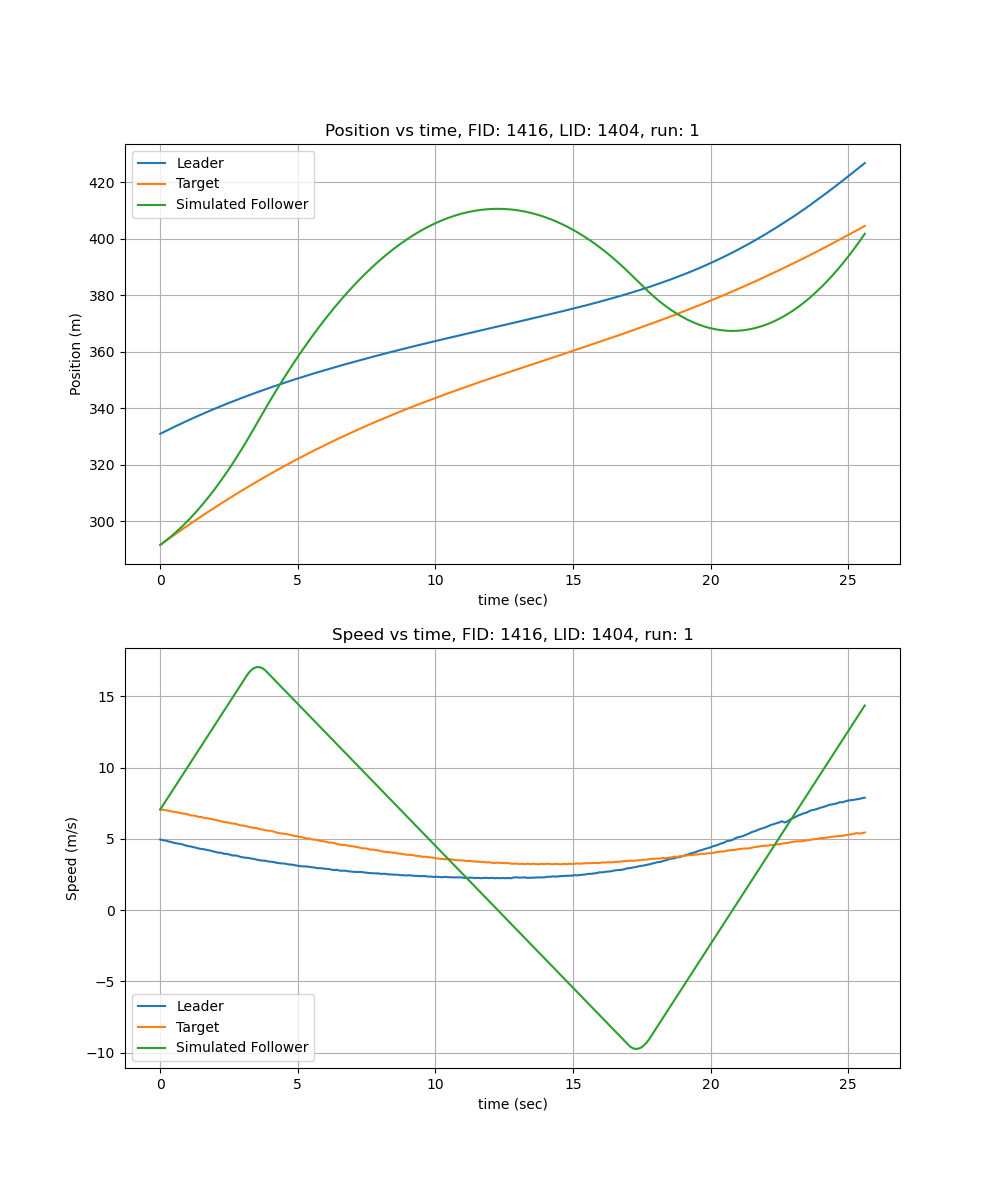 Position vs time, FID: 1416, LID: 1404, run: 1
Leader
Target
Simulated Follower
420
400
380
360
340
320
300
Position (m)
0 5 10 15 20 25
time (sec)
Speed vs time, FID: 1416, LID: 1404, run: 1
15
10
5
0
−5
−10
Speed (m/s)
Leader
Target
Simulated Follower
0 5 10 15 20 25
time (sec)